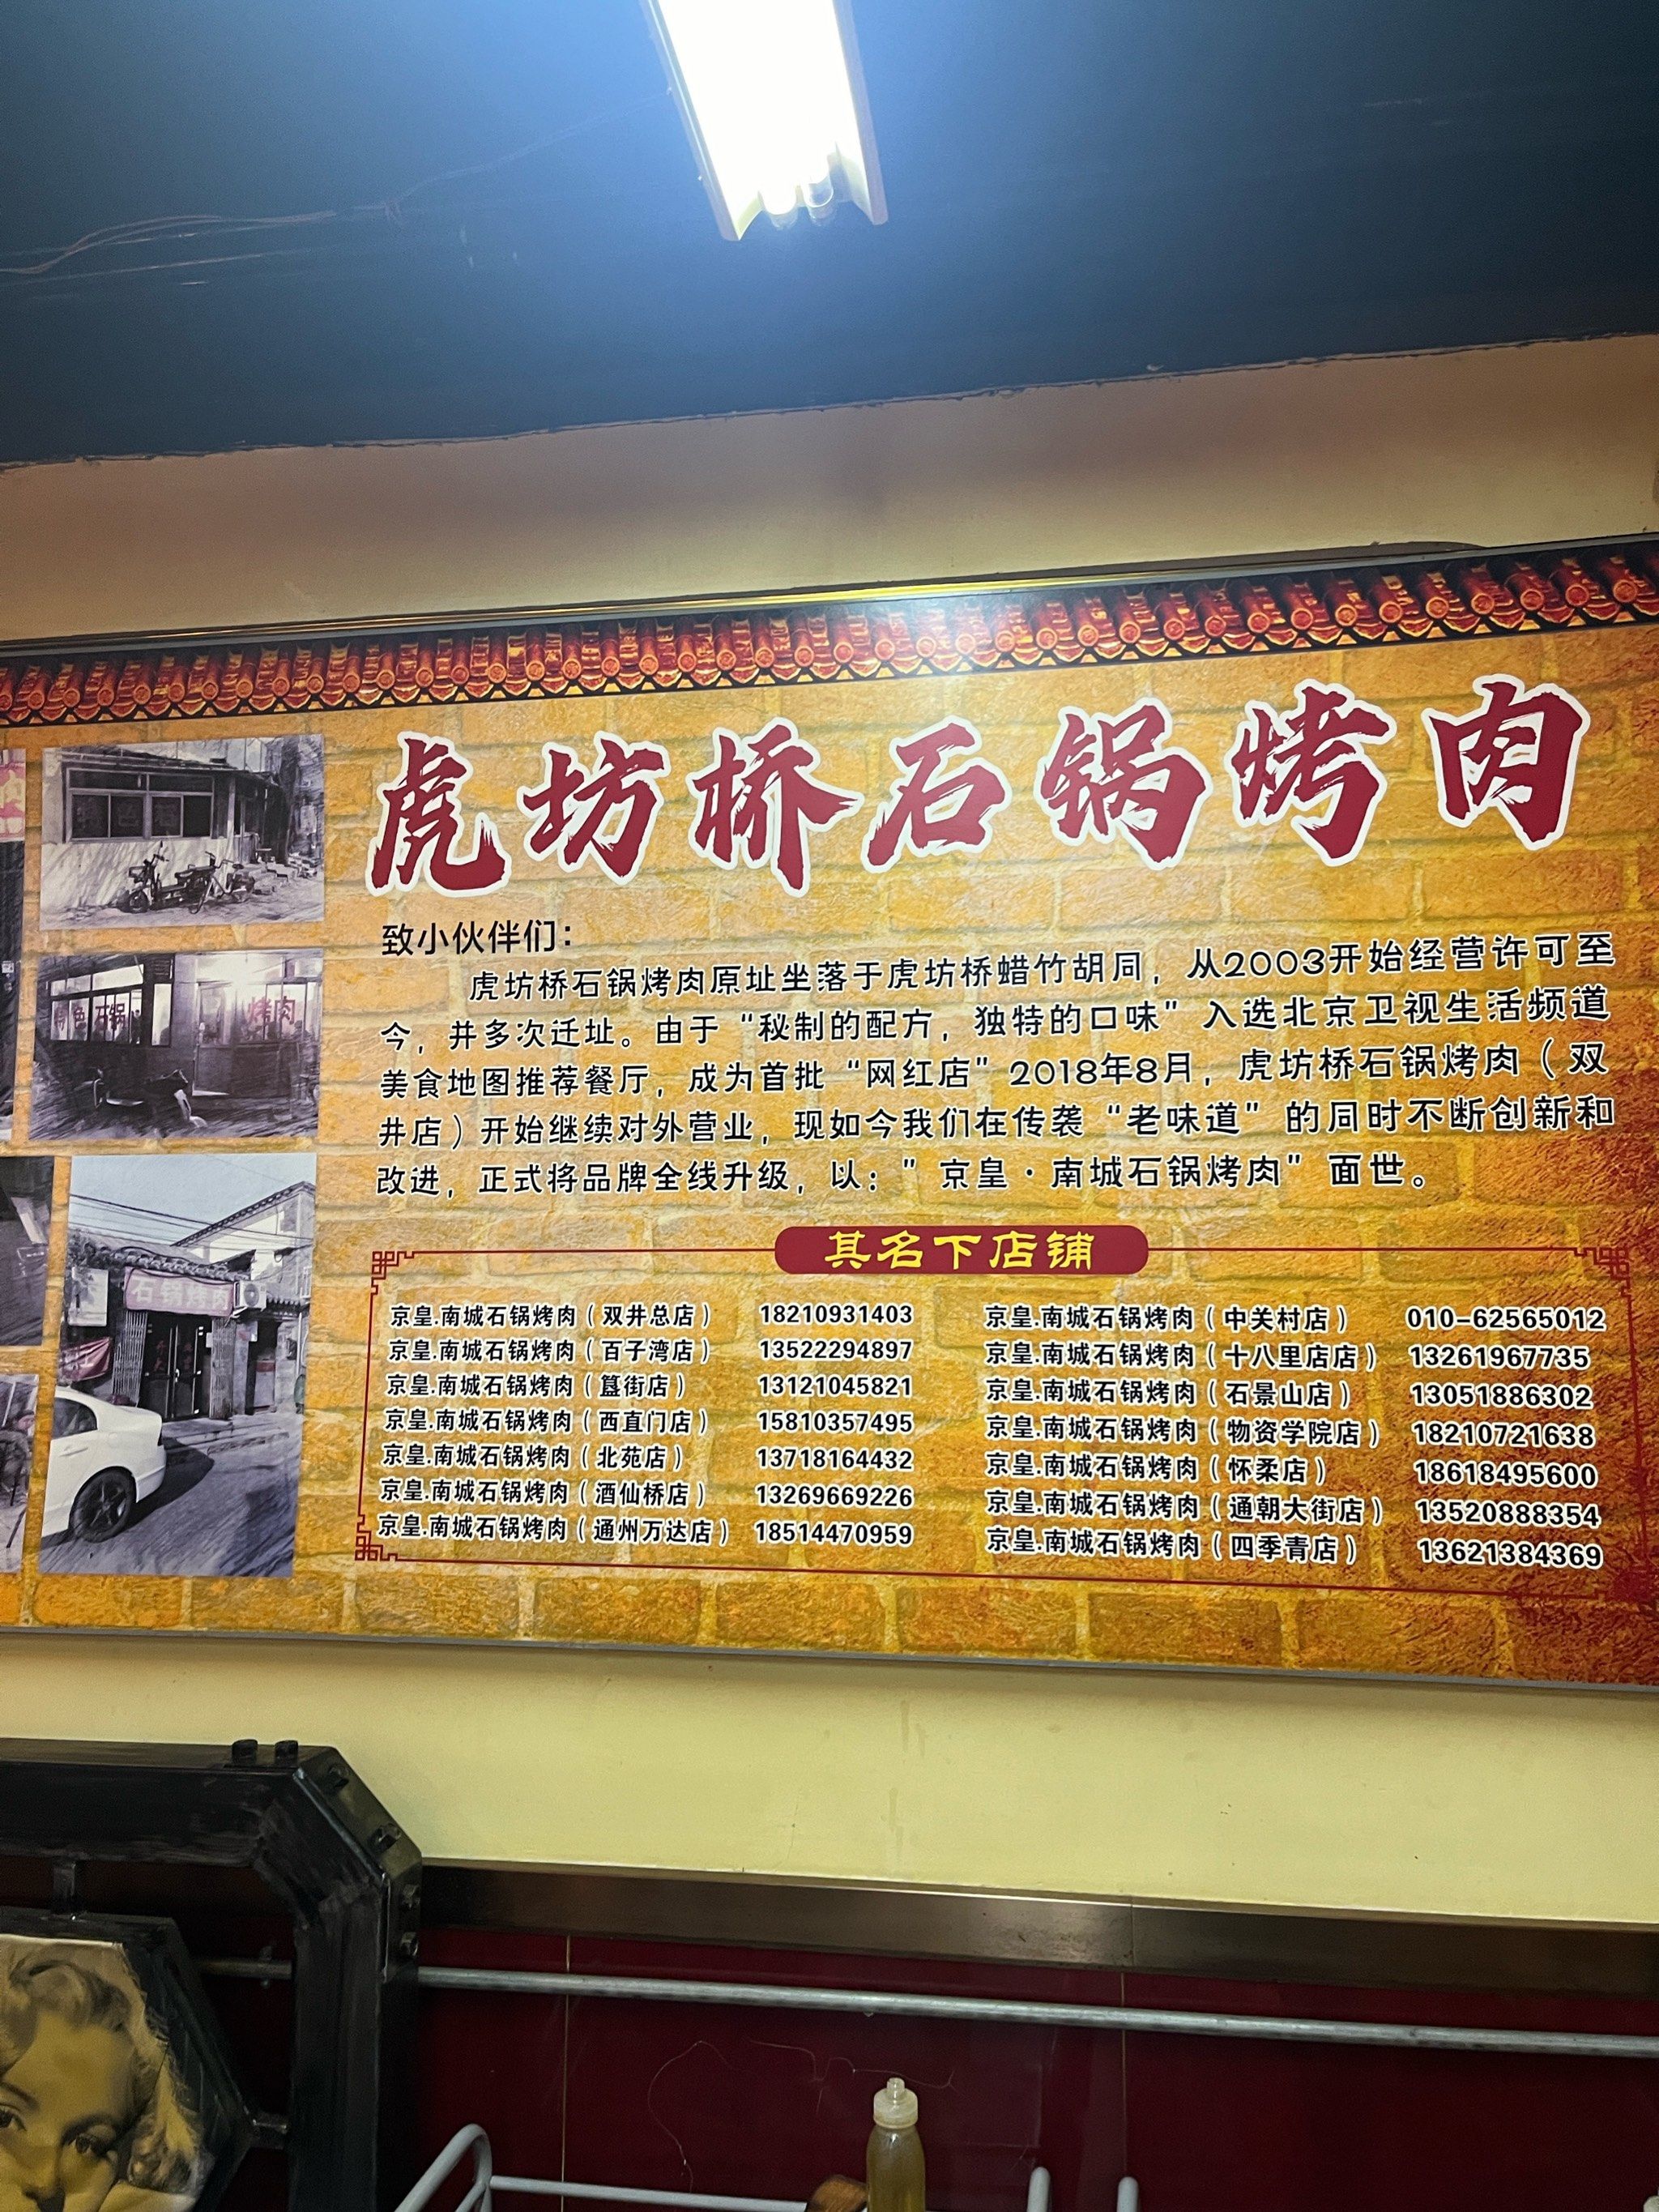 虎坊桥石锅烤肉
致小伙伴们：
虎坊桥石锅烤肉原址坐落于虎坊桥蜡竹胡同，从2003开始经营许可至
今，并多次迁址。由于“秘制的配方，独特的口味”入选北京卫视生活频道
美食地图推荐餐厅，成为首批“网红店”2018年8月，虎坊桥石锅烤肉（双
井店）开始继续对外营业，现如今我们在传袭“老味道”的同时不断创新和
改进，正式将品牌全线升级，以：”京皇·南城石锅烤肉”面世。
其名下店铺
京皇.南城石锅烤肉（双井总店） 18210931403
京皇.南城石锅烤肉（百子湾店） 13522294897
京皇.南城石锅烤肉（簋街店） 13121045821
京皇.南城石锅烤肉（西直门店） 15810357495
京皇.南城石锅烤肉（北苑店） 13718164432
京皇.南城石锅烤肉（酒仙桥店） 13269669226
京皇.南城石锅烤肉（通州万达店） 18514470959
京皇.南城石锅烤肉（中关村店） 010-62565012
京皇.南城石锅烤肉（十八里店店） 13261967735
京皇.南城石锅烤肉（石景山店） 13051886302
京皇.南城石锅烤肉（物资学院店） 18210721638
京皇.南城石锅烤肉（怀柔店） 18618495600
京皇.南城石锅烤肉（通朝大街店） 13520888354
京皇.南城石锅烤肉（四季青店） 13621384369
石锅
烤肉
石锅烤肉